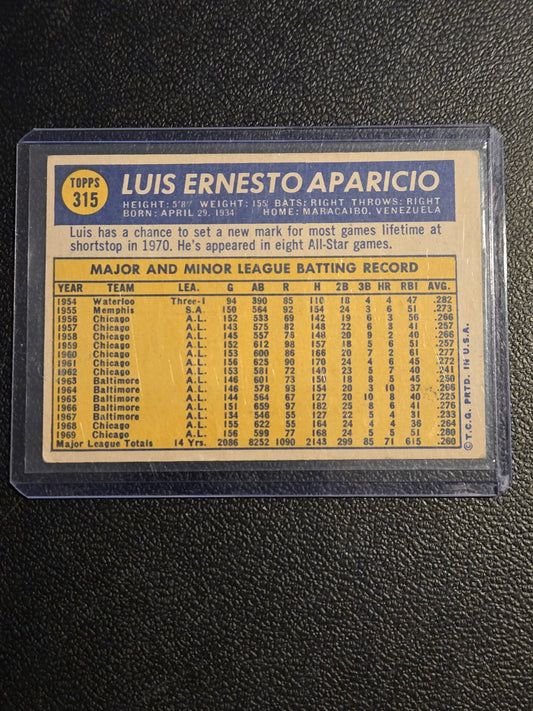 TOPPS
315
LUIS ERNESTO APARICIO
HEIGHT: 5'8" WEIGHT: 155 BATS: RIGHT THROWS: RIGHT
BORN: APRIL 29, 1934 HOME: MARACAIBO, VENEZUELA
Luis has a chance to set a new mark for most games lifetime at
shortstop in 1970. He's appeared in eight All-Star games.
MAJOR AND MINOR LEAGUE BATTING RECORD
YEAR TEAM LEA. G AB R H 2B 3B HR RBI AVG.
1954 Waterloo Three-I 94 390 85 110 18 4 4 47 .282
1955 Memphis S.A. 150 564 92 154 24 3 6 51 .273
1956 Chicago A.L. 152 533 69 142 19 6 3 56 .266
1957 Chicago A.L. 143 575 82 148 22 6 3 41 .257
1958 Chicago A.L. 145 557 76 148 20 9 2 40 .266
1959 Chicago A.L. 152 612 98 157 18 5 6 51 .257
1960 Chicago A.L. 153 600 86 166 20 7 2 61 .277
1961 Chicago A.L. 156 625 90 170 24 4 6 45 .272
1962 Chicago A.L. 153 581 72 140 23 5 7 40 .241
1963 Baltimore A.L. 146 601 73 150 18 8 5 45 .250
1964 Baltimore A.L. 146 578 93 154 20 3 10 37 .266
1965 Baltimore A.L. 144 564 67 127 20 10 8 40 .225
1966 Baltimore A.L. 151 659 97 182 25 8 6 41 .276
1967 Baltimore A.L. 134 546 55 127 22 5 4 31 .233
1968 Chicago A.L. 155 622 55 164 24 4 4 36 .264
1969 Chicago A.L. 156 599 77 168 24 5 5 51 .280
Major League Totals 14 Yrs. 2086 8252 1090 2143 299 85 71 615 .260
© T.C.G. PRTD. IN U.S.A.